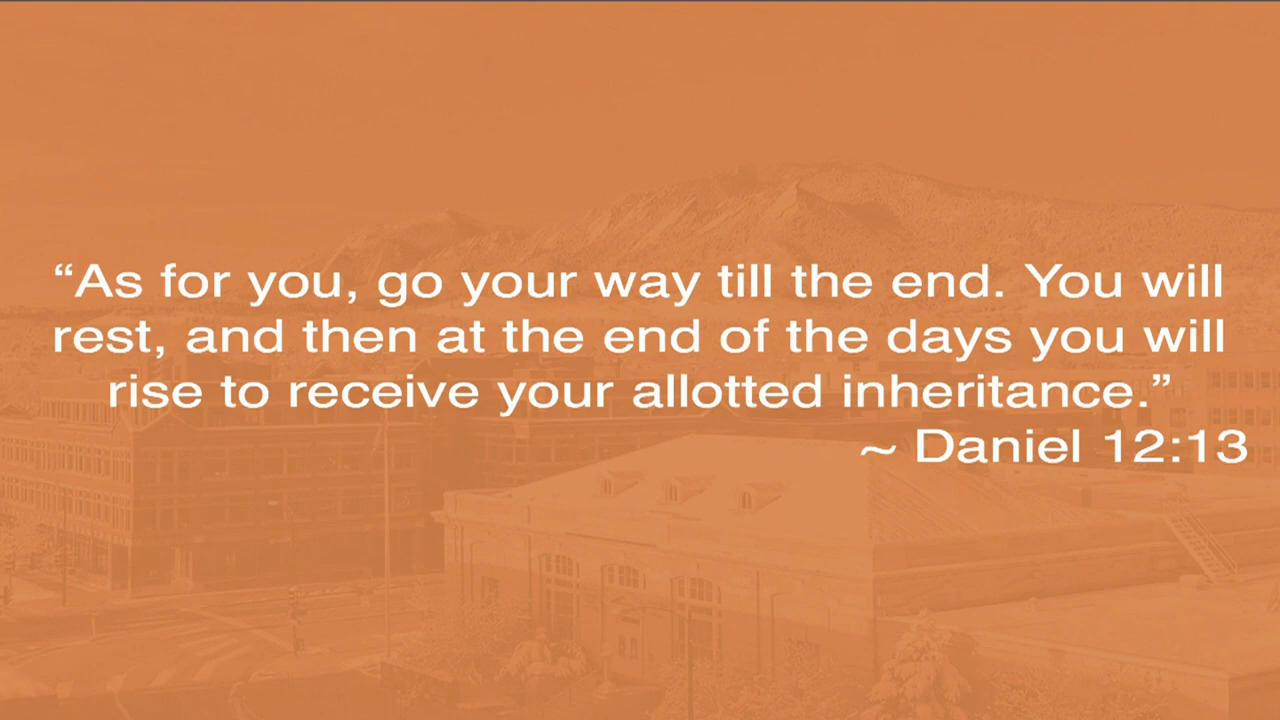 “As for you, go your way till the end. You will
rest, and then at the end of the days you will
rise to receive your allotted inheritance.”
~ Daniel 12:13